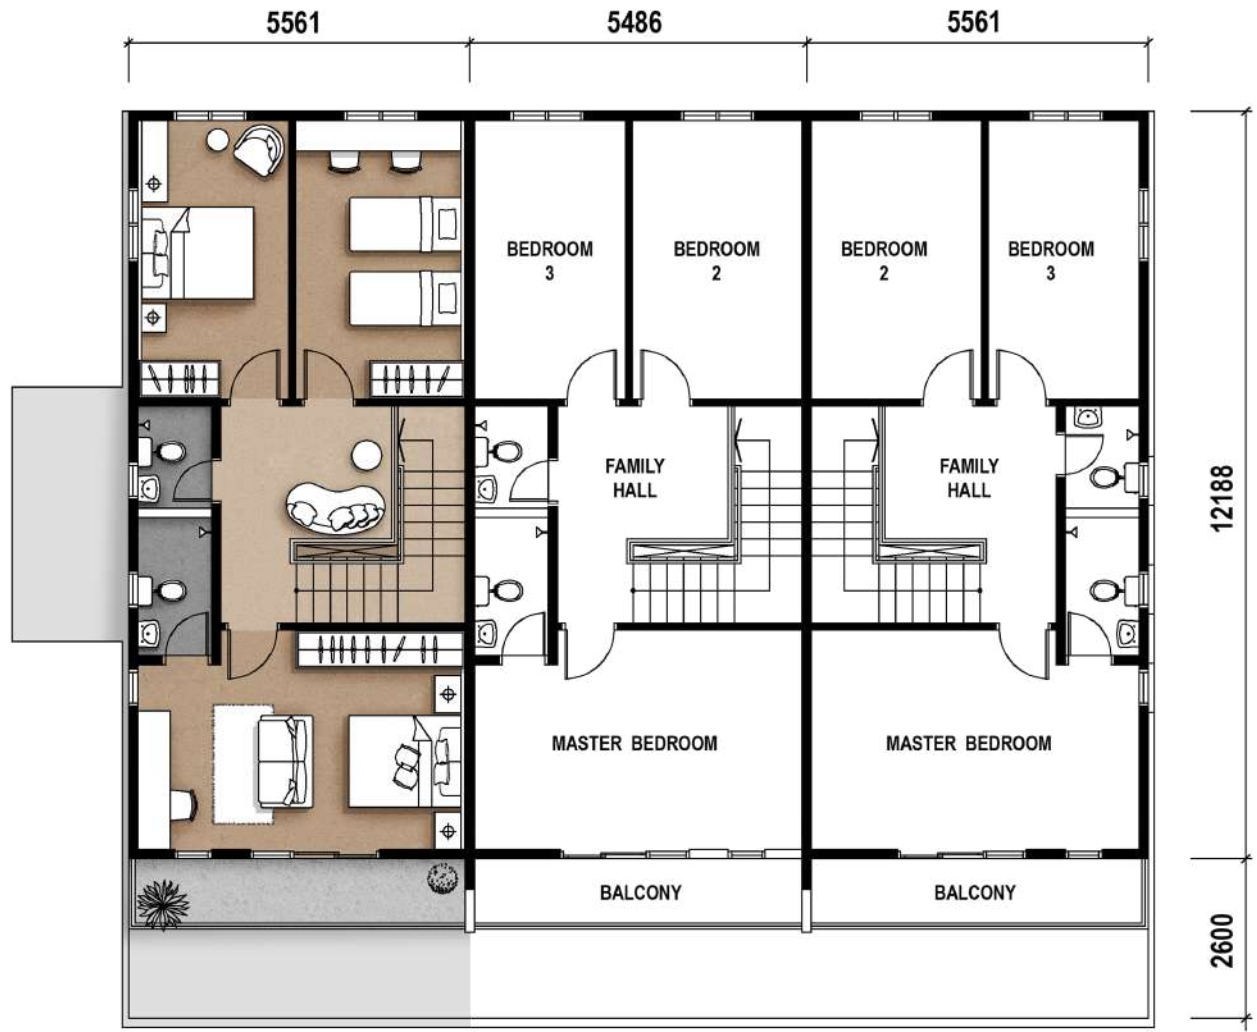 5561
5486
5561
BEDROOM
3
BEDROOM
2
BEDROOM
2
BEDROOM
3
FAMILY
HALL
FAMILY
HALL
12188
MASTER BEDROOM
MASTER BEDROOM
BALCONY
BALCONY
2600